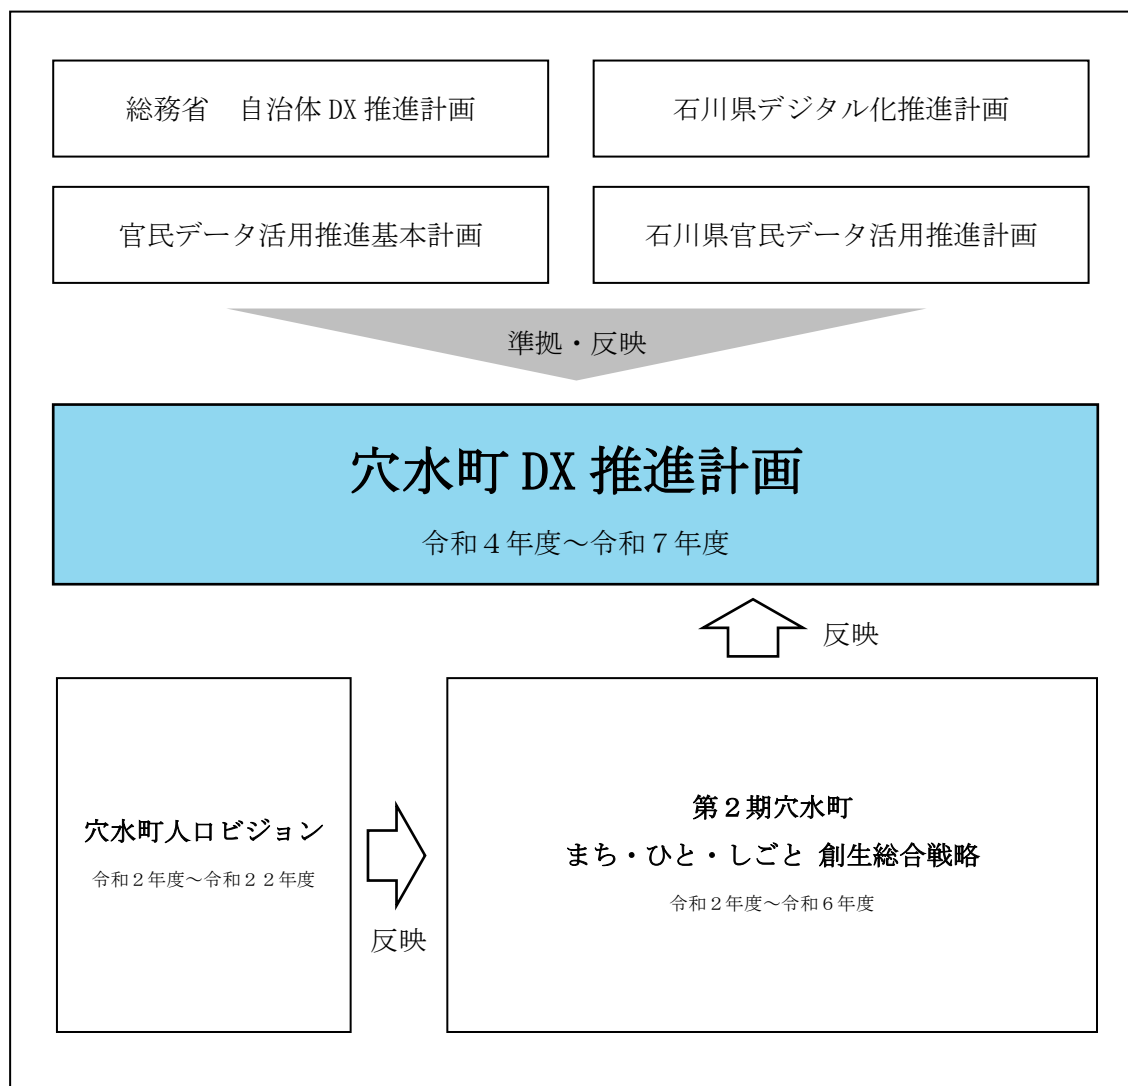 総務省　自治体 DX 推進計画
石川県デジタル化推進計画
官民データ活用推進基本計画
石川県官民データ活用推進計画
準拠・反映
穴水町 DX 推進計画
令和４年度～令和７年度
反映
穴水町人口ビジョン
令和２年度～令和２２年度
反映
第２期穴水町
まち・ひと・しごと 創生総合戦略
令和２年度～令和６年度